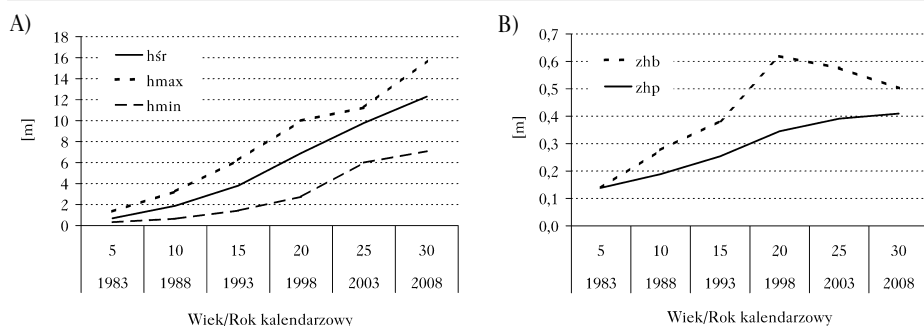 A)
[m]
18
16
14
12
10
8
6
4
2
0
hśr
hmax
hmin
5 10 15 20 25 30
1983 1988 1993 1998 2003 2008
Wiek/Rok kalendarzowy
B)
[m]
0,7
0,6
0,5
0,4
0,3
0,2
0,1
0,0
zhb
zhp
5 10 15 20 25 30
1983 1988 1993 1998 2003 2008
Wiek/Rok kalendarzowy